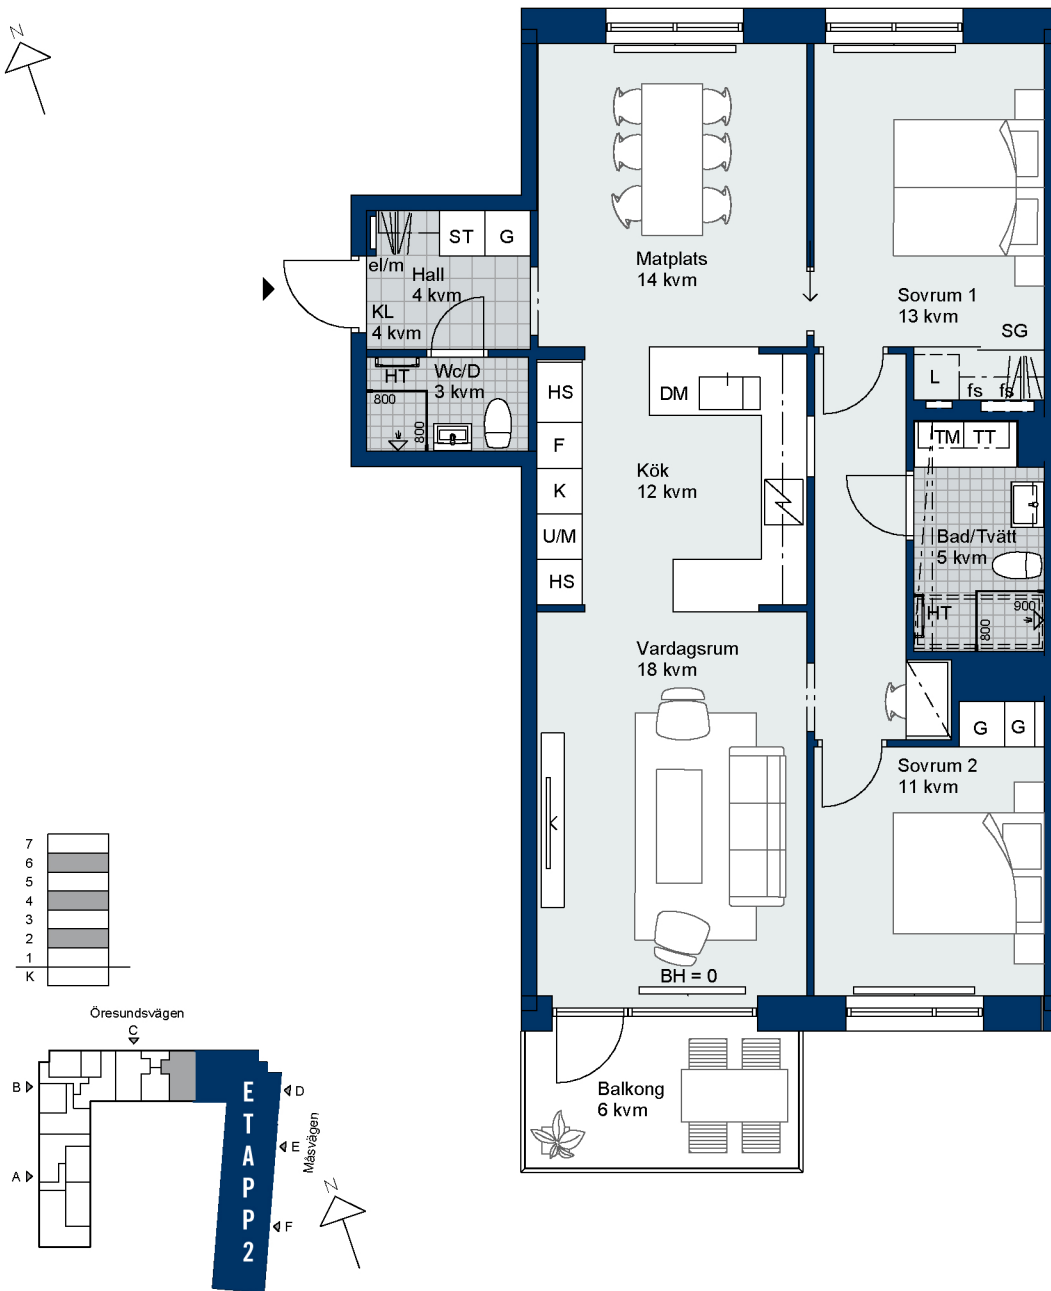 N
ST
G
el/m
Hall
4 kvm
KL
4 kvm
Matplats
14 kvm
Sovrum 1
13 kvm
SG
HT
Wc/D
3 kvm
800
800
HS
F
K
U/M
HS
DM
L
fs
fs
TM
TT
Kök
12 kvm
Bad/Tvätt
5 kvm
HT
800
900
Vardagsrum
18 kvm
G
G
Sovrum 2
11 kvm
BH = 0
Balkong
6 kvm
7
6
5
4
3
2
1
K
Öresundsvägen
C
B
A
D
E
F
Måsvägen
ETAPP2
N